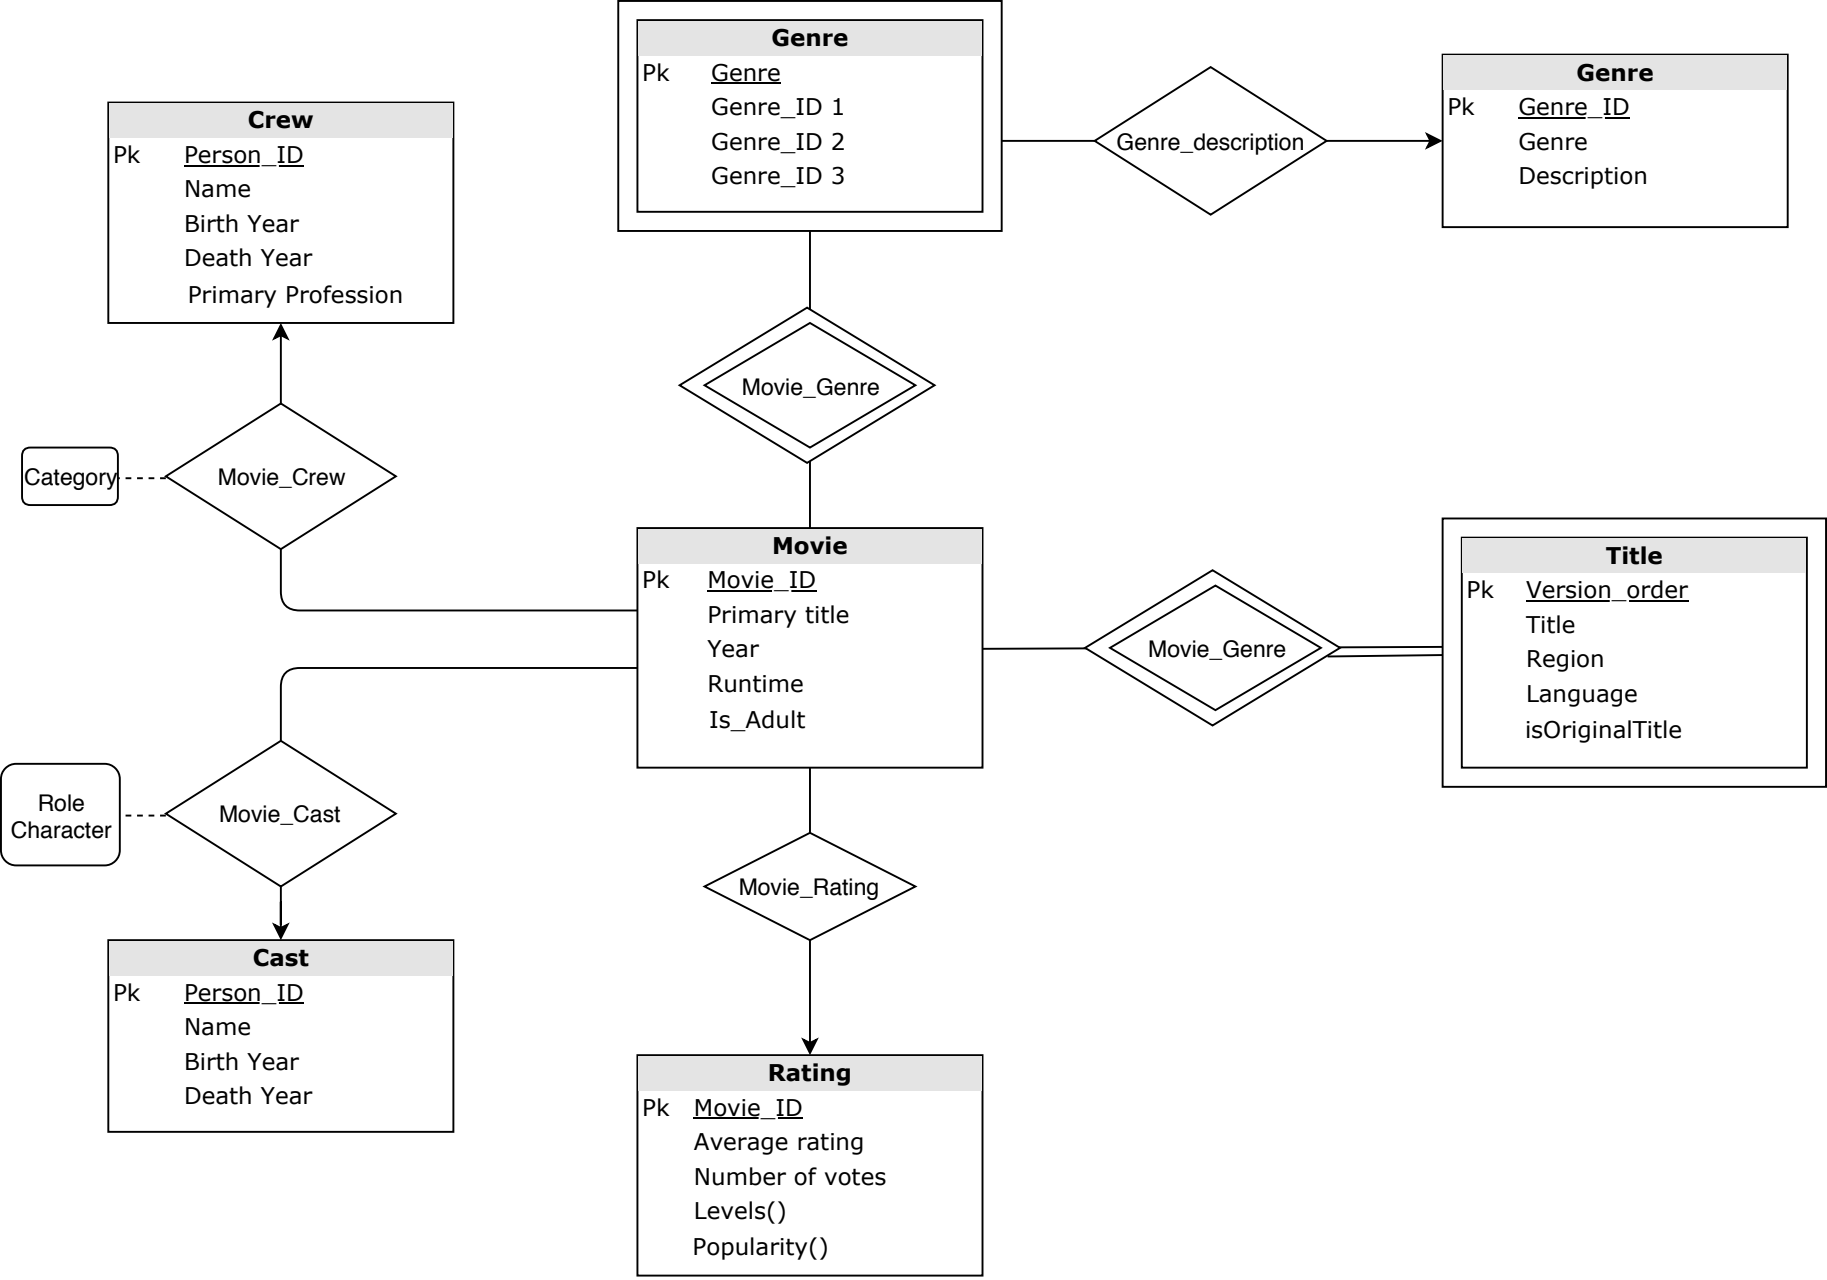 Genre
Pk Genre
Genre_ID 1
Genre_ID 2
Genre_ID 3
Genre_description
Genre
Pk Genre_ID
Genre
Description
Crew
Pk Person_ID
Name
Birth Year
Death Year
Primary Profession
Movie_Genre
Category
Movie_Crew
Movie
Pk Movie_ID
Primary title
Year
Runtime
Is_Adult
Movie_Genre
Title
Pk Version_order
Title
Region
Language
isOriginalTitle
Role
Character
Movie_Cast
Movie_Rating
Cast
Pk Person_ID
Name
Birth Year
Death Year
Rating
Pk Movie_ID
Average rating
Number of votes
Levels()
Popularity()